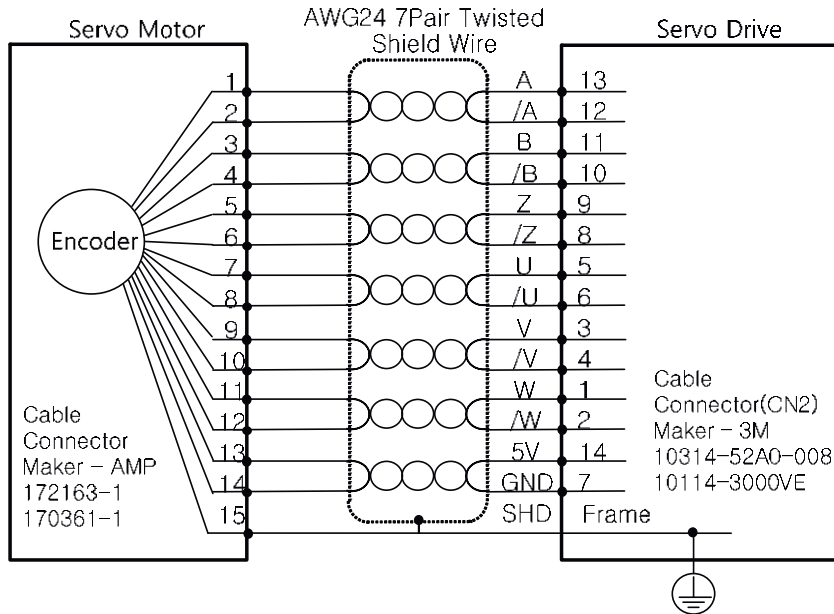 AWG24 7Pair Twisted
Shield Wire
Servo Motor
Servo Drive
1 A 13
2 /A 12
3 B 11
4 /B 10
5 Z 9
Encoder
6 /Z 8
7 U 5
8 /U 6
9 V 3
10 /V 4
11 W 1
12 /W 2
13 5V 14
14 GND 7
15 SHD Frame
Cable
Connector
Maker - AMP
172163-1
170361-1
Cable
Connector(CN2)
Maker - 3M
10314-52A0-008
10114-3000VE